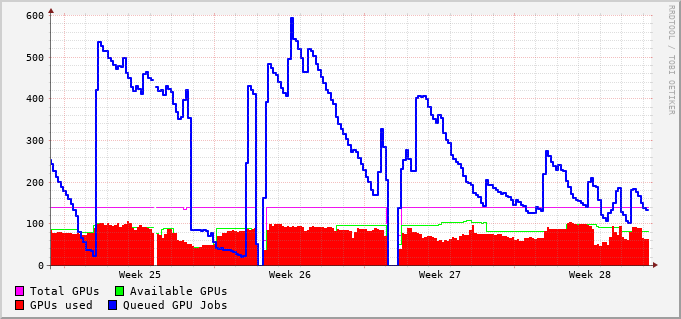 600
500
400
300
200
100
0
Week 25 Week 26 Week 27 Week 28
Total GPUs Available GPUs
GPUs used Queued GPU Jobs
RRDTOOL / TOBI OETIKER